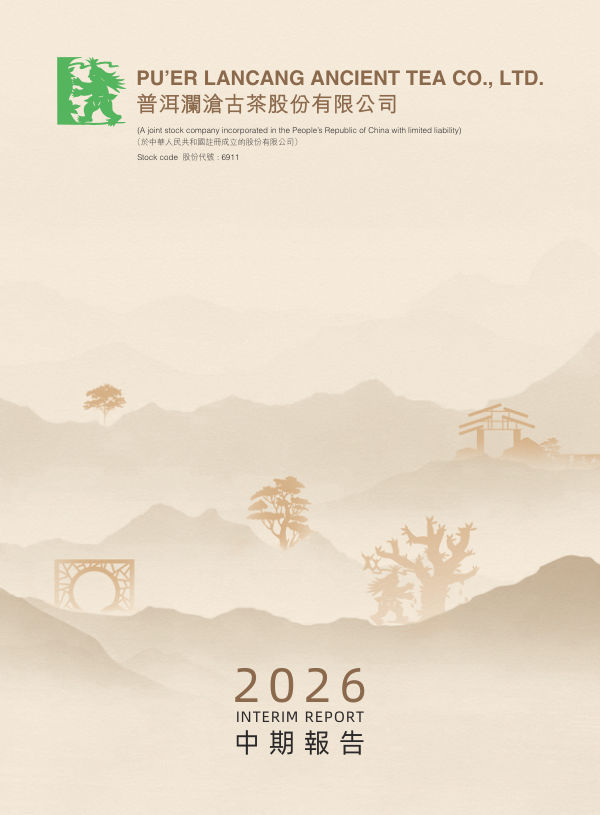 PU'ER LANCANG ANCIENT TEA CO., LTD.
普洱瀾滄古茶股份有限公司
(A joint stock company incorporated in the People's Republic of China with limited liability)
（於中華人民共和國註冊成立的股份有限公司）
Stock code 股份代號 : 6911
2026
INTERIM REPORT
中期報告